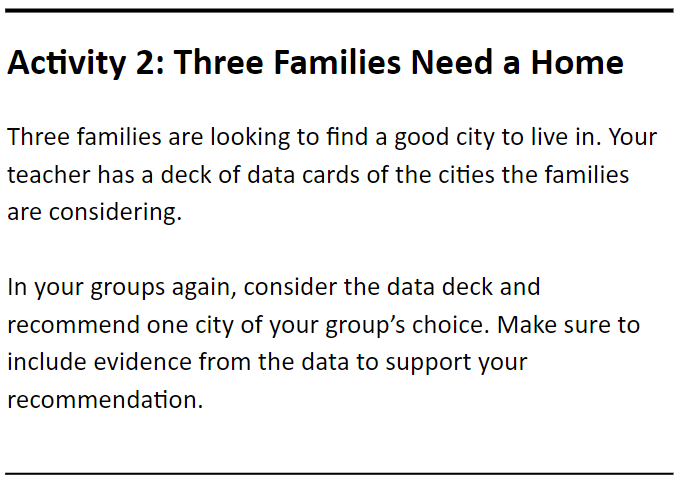 Activity 2: Three Families Need a Home
Three families are looking to find a good city to live in. Your
teacher has a deck of data cards of the cities the families
are considering.
In your groups again, consider the data deck and
recommend one city of your group’s choice. Make sure to
include evidence from the data to support your
recommendation.